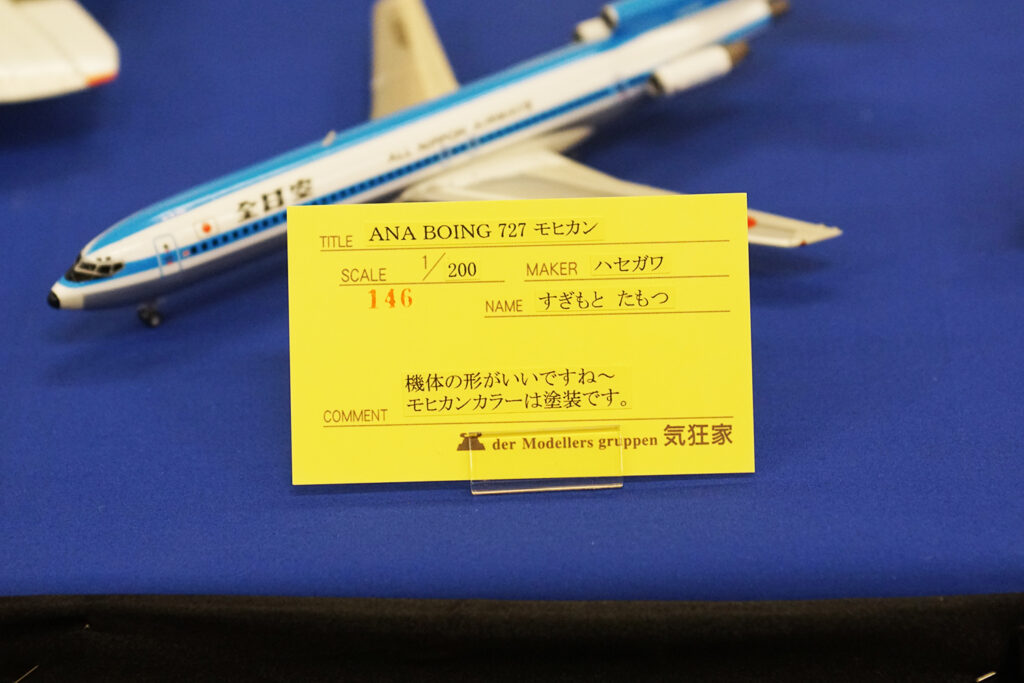 全日空
ALL NIPPON AIRWAYS
TITLE ANA BOING 727 モヒカン
SCALE 1/200 MAKER ハセガワ
146
NAME すぎもと たもつ
機体の形がいいですね～
モヒカンカラーは塗装です。
COMMENT
der Modellers gruppen 気狂家